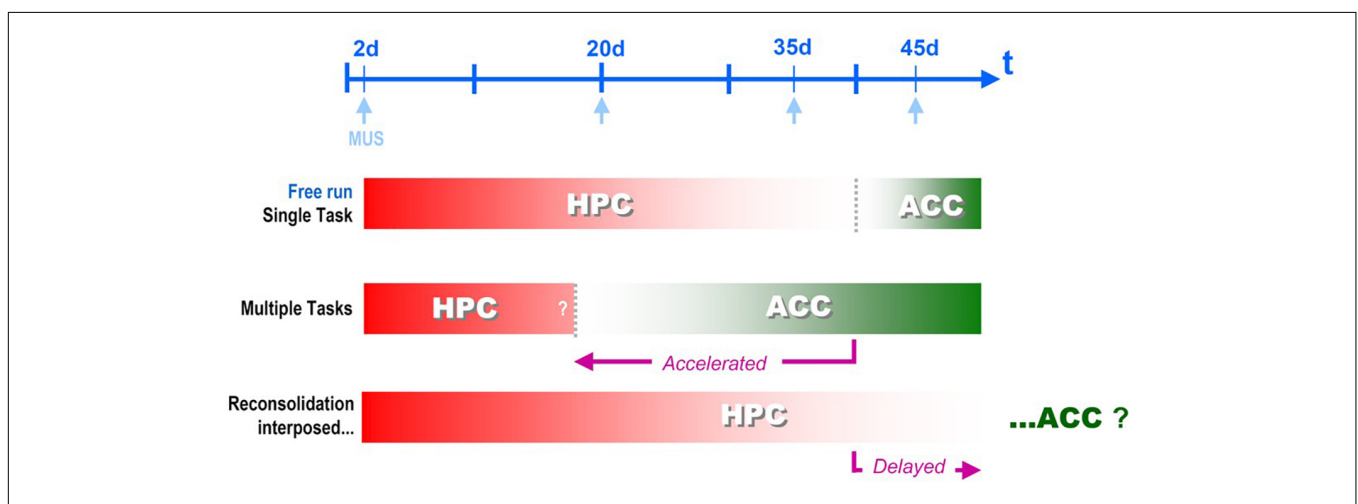 2d 20d 35d 45d
t
MUS
Free run
Single Task
HPC
ACC
Multiple Tasks
HPC ?
ACC
Accelerated
Reconsolidation
interposed...
HPC
...ACC ?
Delayed